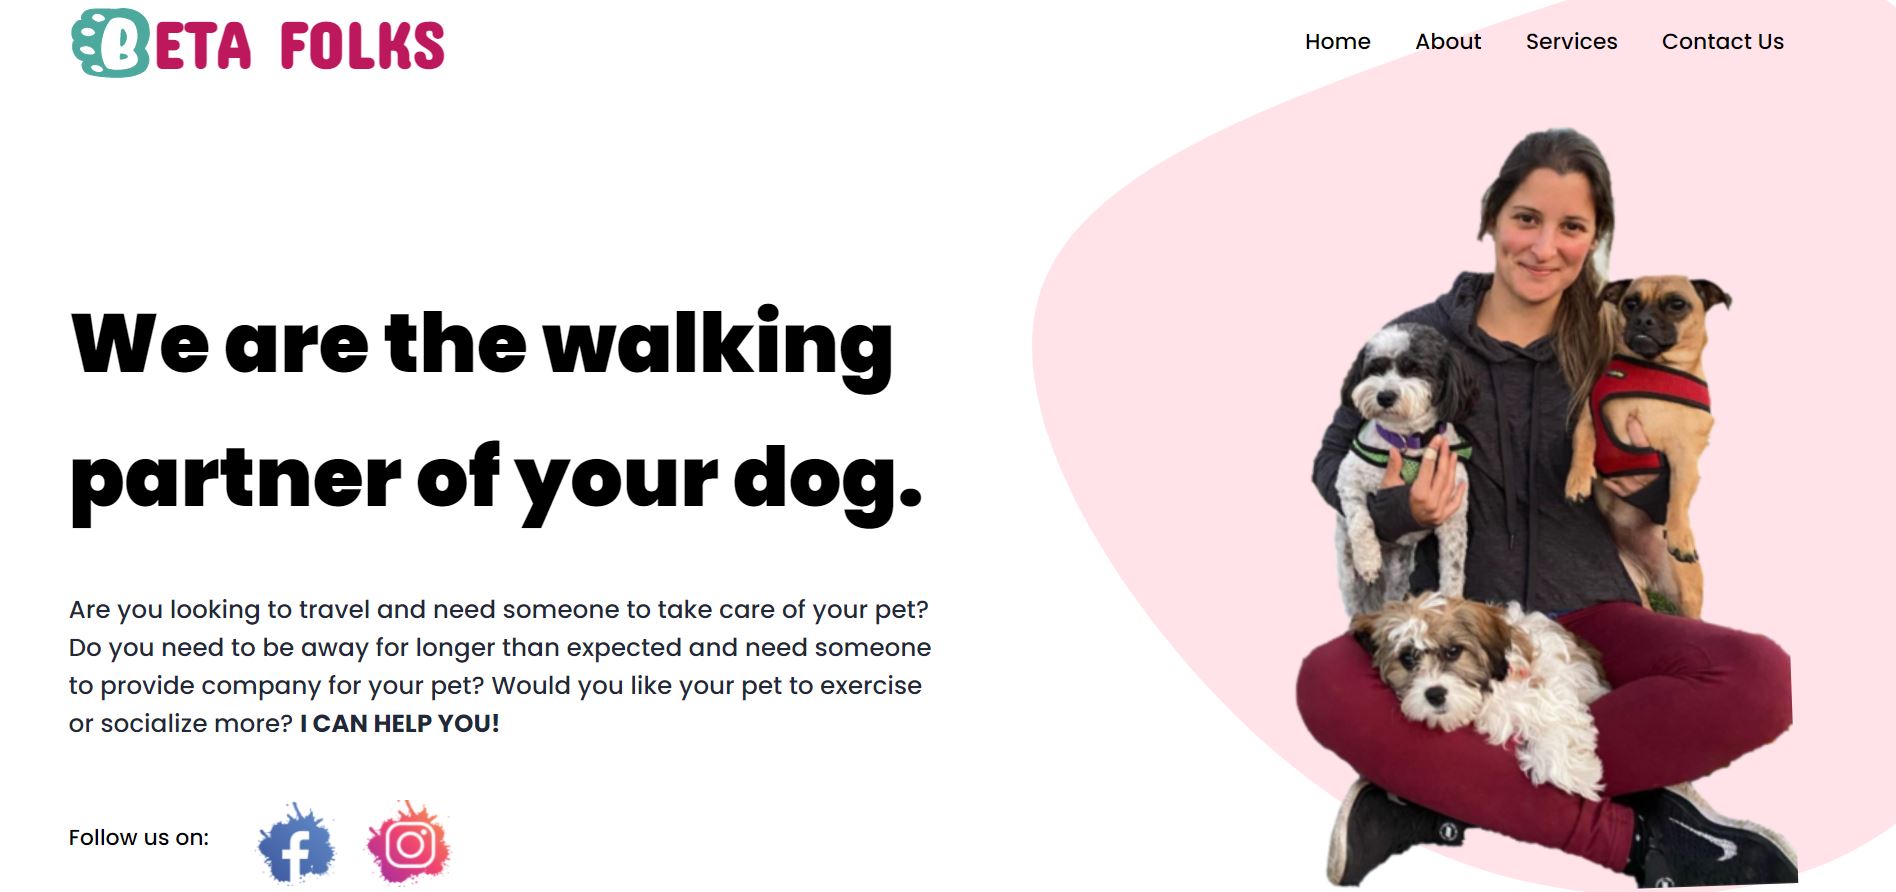 BETA FOLKS
Home About Services Contact Us
We are the walking
partner of your dog.
Are you looking to travel and need someone to take care of your pet?
Do you need to be away for longer than expected and need someone
to provide company for your pet? Would you like your pet to exercise
or socialize more? I CAN HELP YOU!
Follow us on: